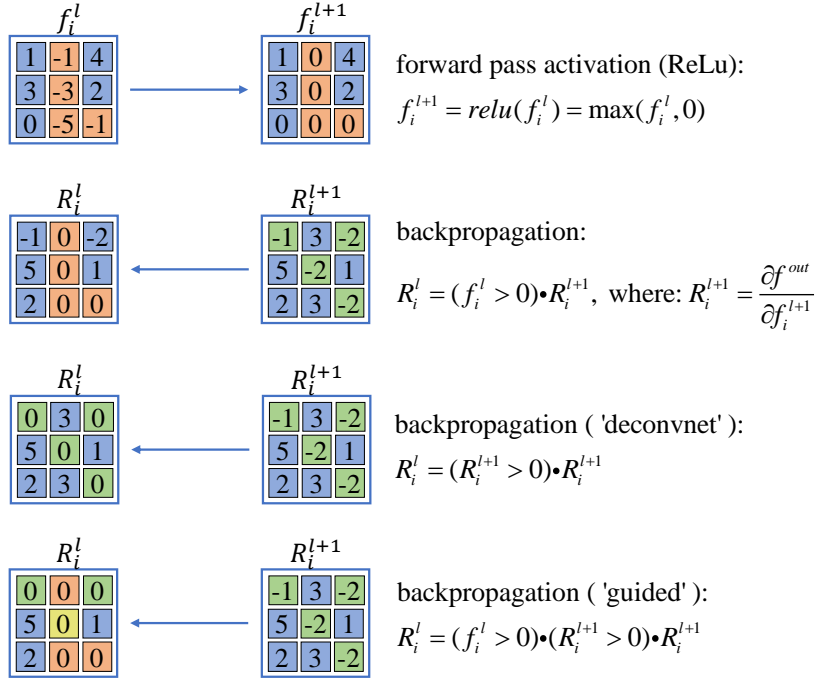 f_i^l f_i^{l+1}
1 -1 4 1 0 4
3 -3 2 3 0 2
0 -5 -1 0 0 0
forward pass activation (ReLu):
f_i^{l+1} = relu(f_i^l) = max(f_i^l, 0)
R_i^l R_i^{l+1}
-1 0 -2 -1 3 -2
5 0 1 5 -2 1
2 0 0 2 3 -2
backpropagation:
R_i^l = (f_i^l > 0)•R_i^{l+1}, where: R_i^{l+1} = ∂f^{out} / ∂f_i^{l+1}
R_i^l R_i^{l+1}
0 3 0 -1 3 -2
5 0 1 5 -2 1
2 3 0 2 3 -2
backpropagation ( 'deconvnet' ):
R_i^l = (R_i^{l+1} > 0)•R_i^{l+1}
R_i^l R_i^{l+1}
0 0 0 -1 3 -2
5 0 1 5 -2 1
2 0 0 2 3 -2
backpropagation ( 'guided' ):
R_i^l = (f_i^l > 0)•(R_i^{l+1} > 0)•R_i^{l+1}